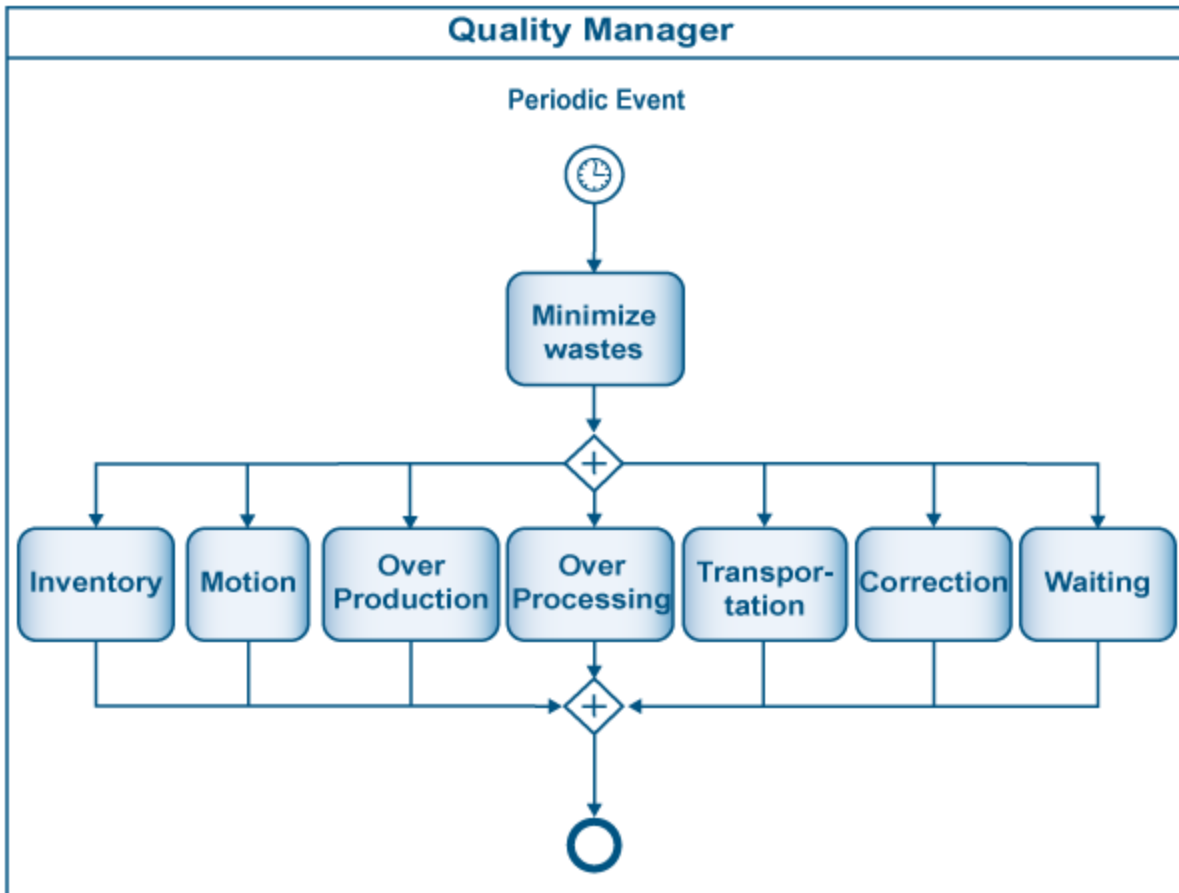 Quality Manager
Periodic Event
Minimize
wastes
Inventory
Motion
Over
Production
Over
Processing
Transpor-
tation
Correction
Waiting